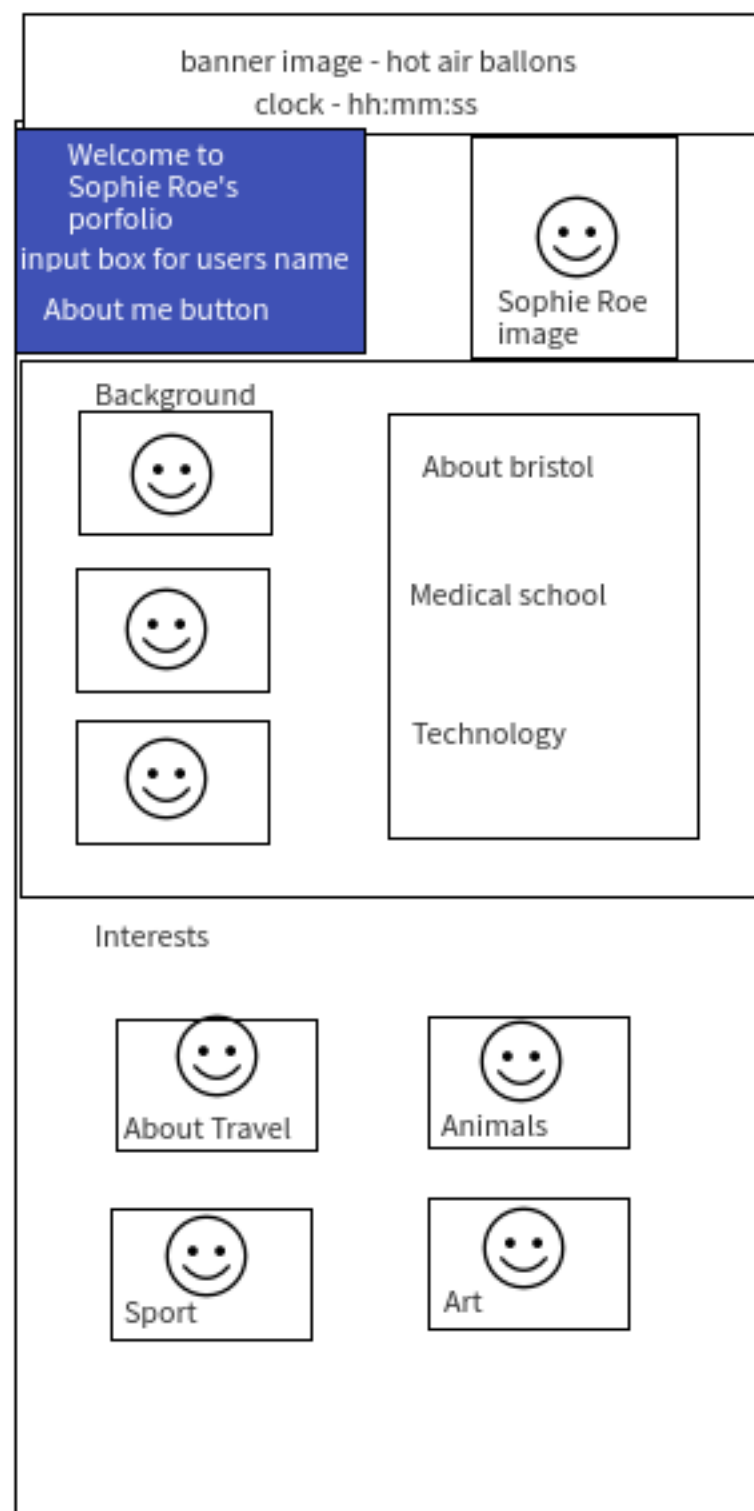 banner image - hot air ballons
clock - hh:mm:ss
Welcome to
Sophie Roe's
porfolio
input box for users name
About me button
Sophie Roe
image
Background
About bristol
Medical school
Technology
Interests
About Travel
Animals
Sport
Art